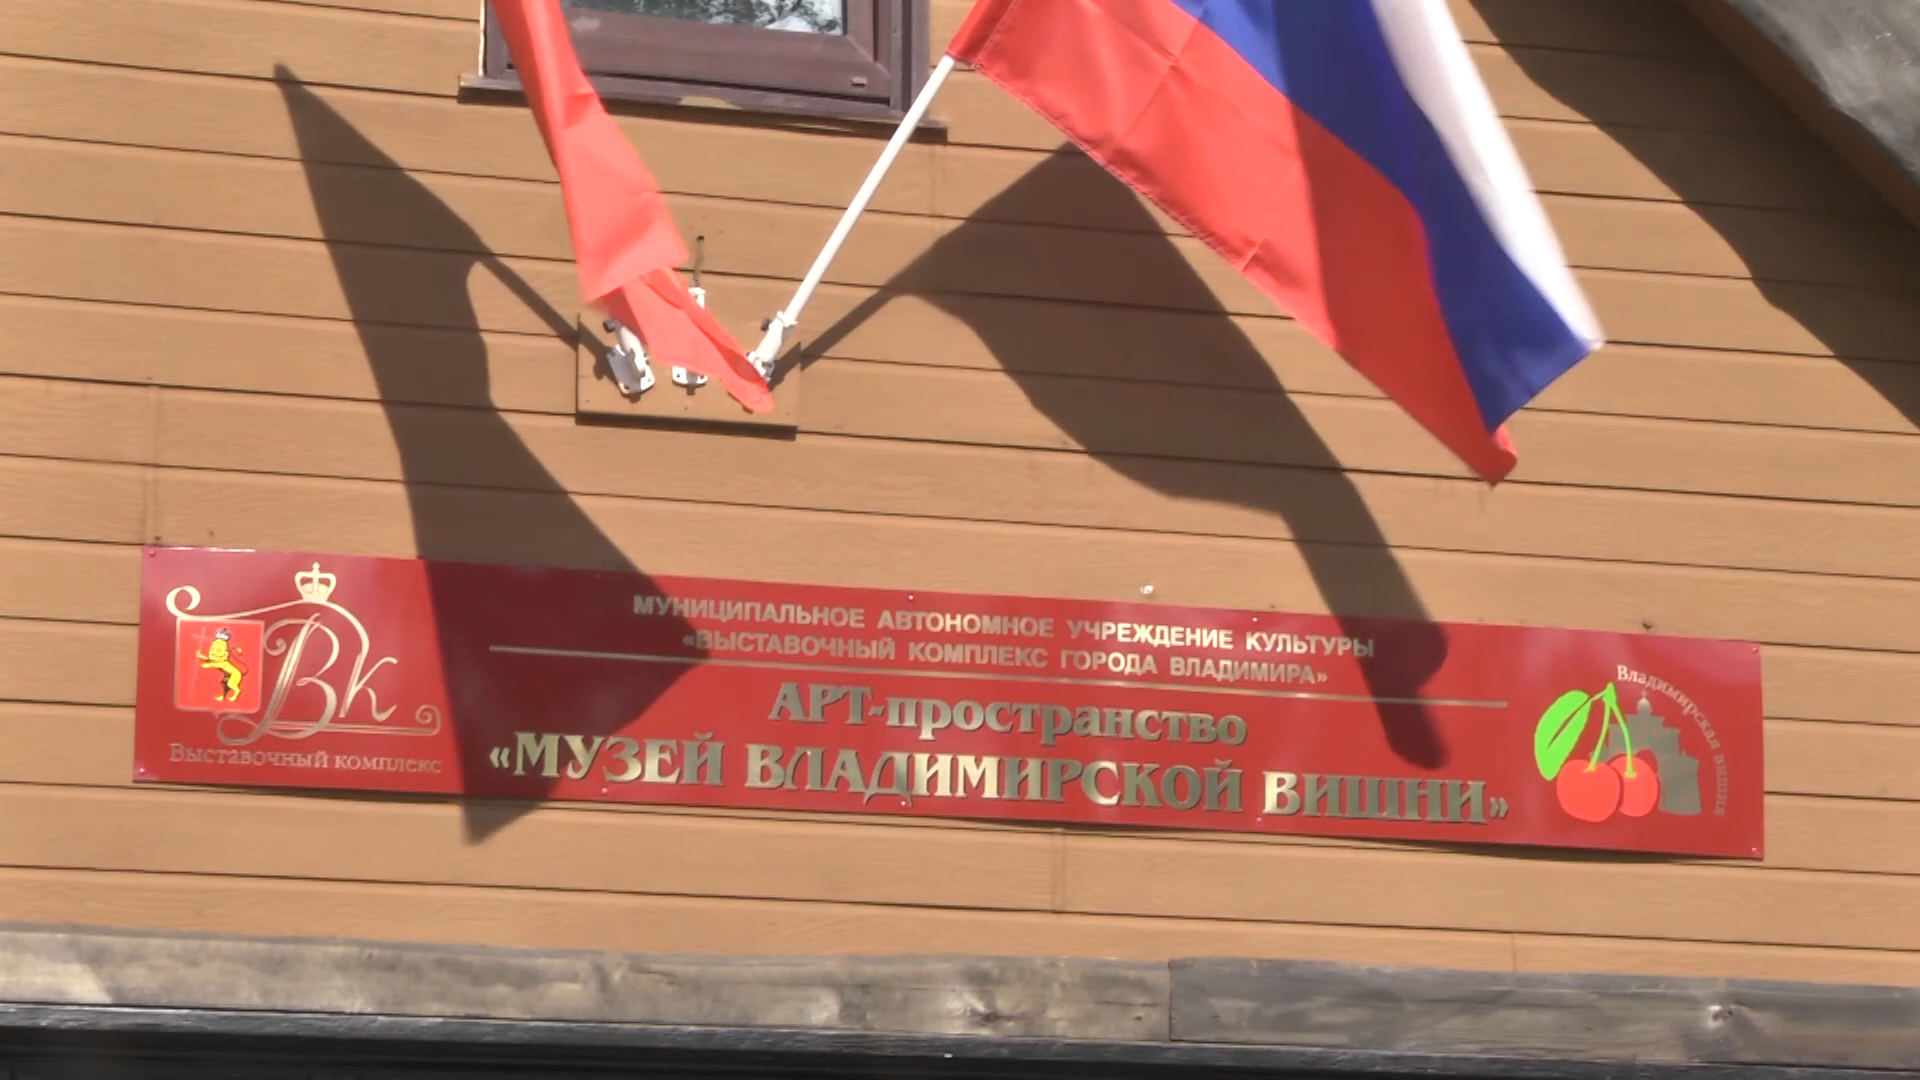 ВК
Выставочный комплекс
МУНИЦИПАЛЬНОЕ АВТОНОМНОЕ УЧРЕЖДЕНИЕ КУЛЬТУРЫ
«ВЫСТАВОЧНЫЙ КОМПЛЕКС ГОРОДА ВЛАДИМИРА»
АРТ-пространство
«МУЗЕЙ ВЛАДИМИРСКОЙ ВИШНИ»
Владимирская вишня